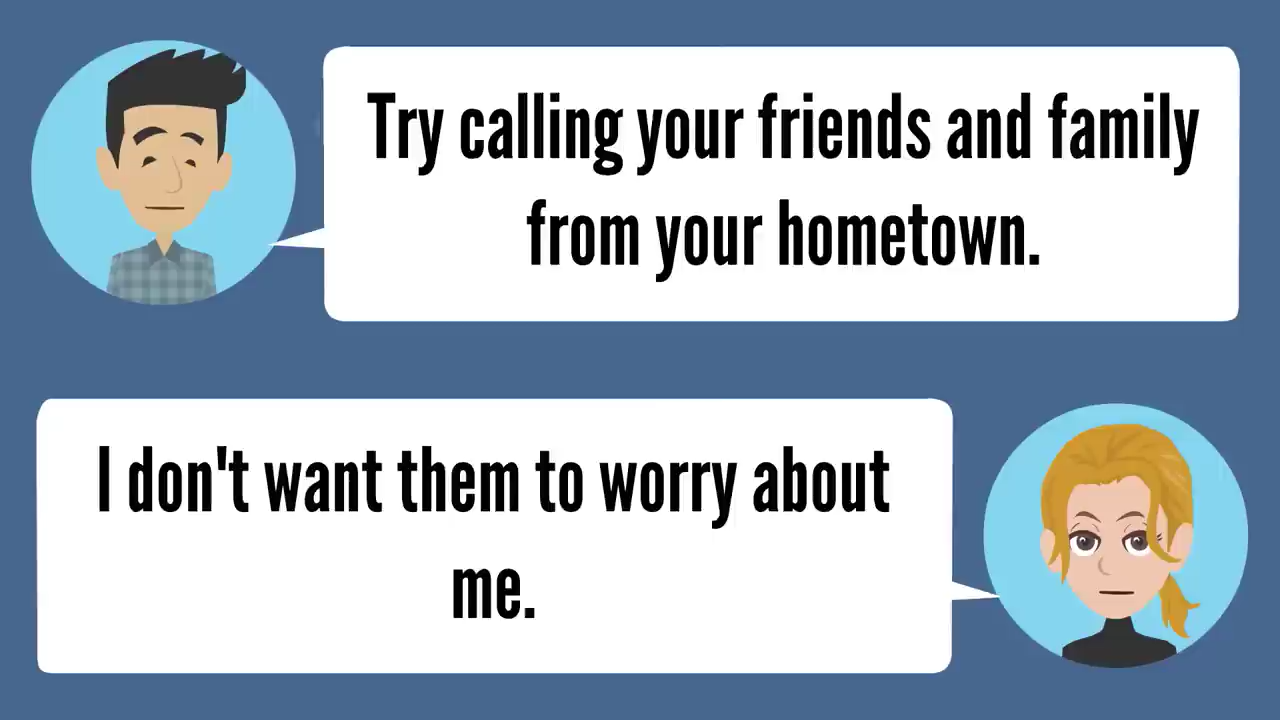 Try calling your friends and family
from your hometown.
I don't want them to worry about
me.